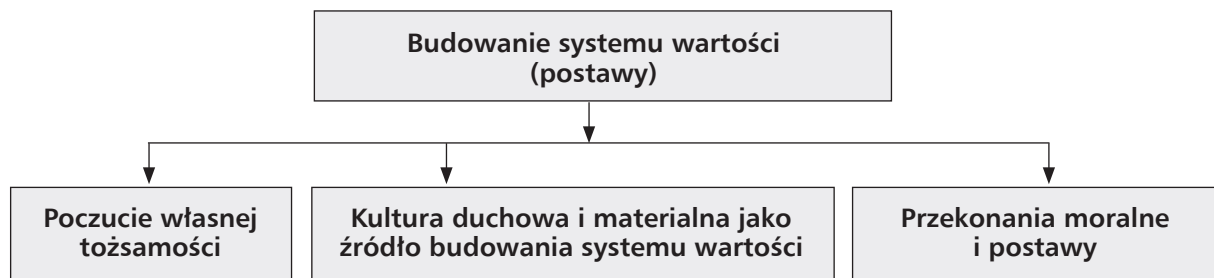 Budowanie systemu wartości
(postawy)
Poczucie własnej
tożsamości
Kultura duchowa i materialna jako
źródło budowania systemu wartości
Przekonania moralne
i postawy